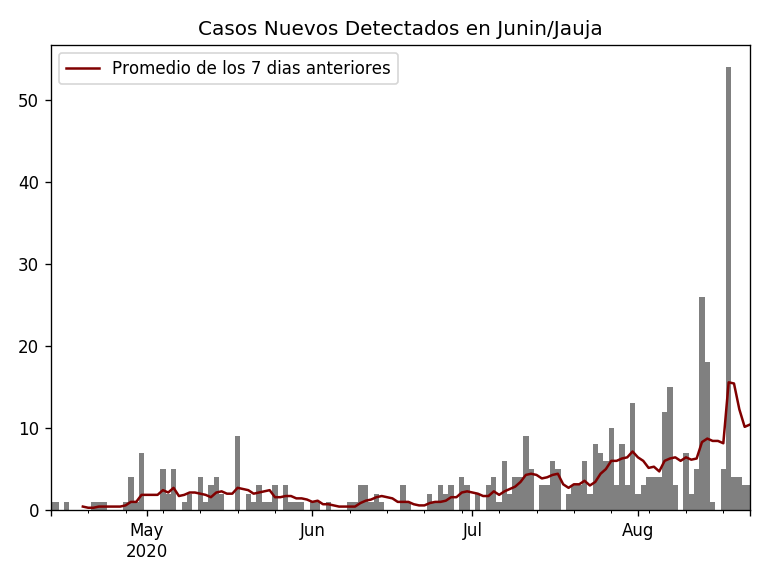 Casos Nuevos Detectados en Junin/Jauja
Promedio de los 7 dias anteriores
50
40
30
20
10
0
May
2020
Jun
Jul
Aug